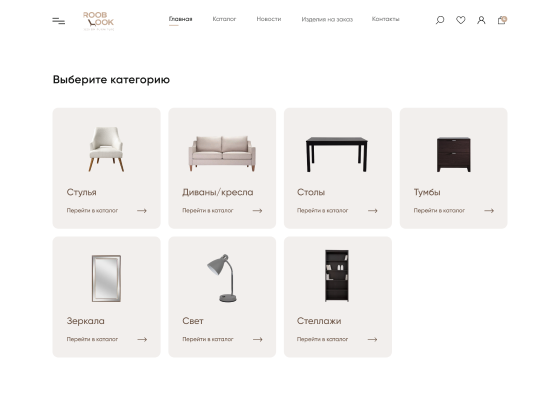 ROOB
LOOK
Главная
Каталог
Новости
Изделия на заказ
Контакты
Выберите категорию
Стулья
Перейти в каталог
Диваны/кресла
Перейти в каталог
Столы
Перейти в каталог
Тумбы
Перейти в каталог
Зеркала
Перейти в каталог
Свет
Перейти в каталог
Стеллажи
Перейти в каталог